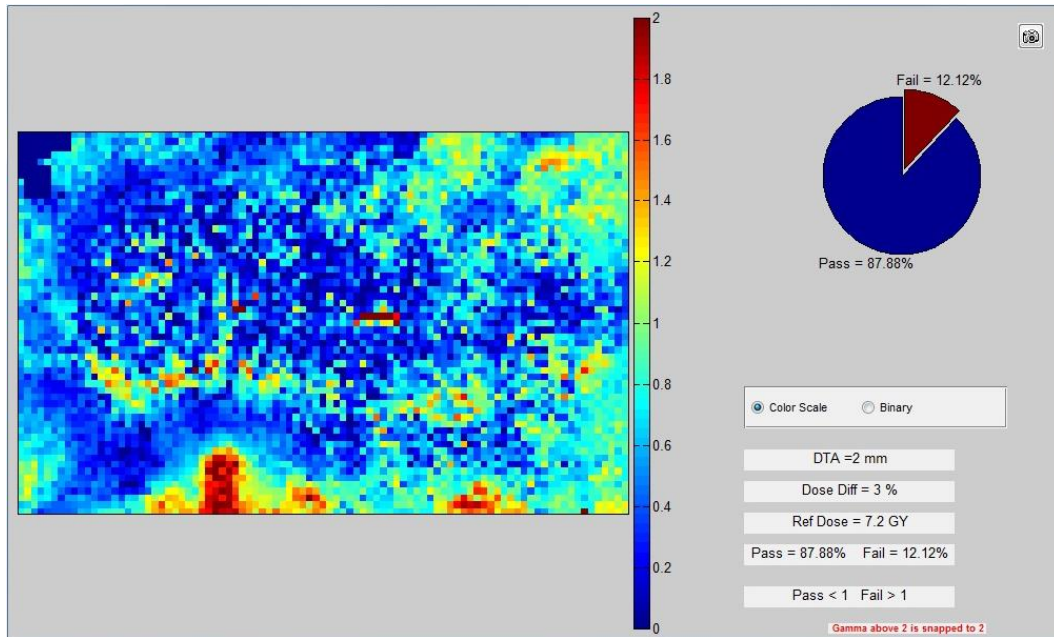 2
1.8
1.6
1.4
1.2
1
0.8
0.6
0.4
0.2
0
Fail = 12.12%
Pass = 87.88%
Color Scale Binary
DTA =2 mm
Dose Diff = 3 %
Ref Dose = 7.2 GY
Pass = 87.88% Fail = 12.12%
Pass < 1 Fail > 1
Gamma above 2 is snapped to 2